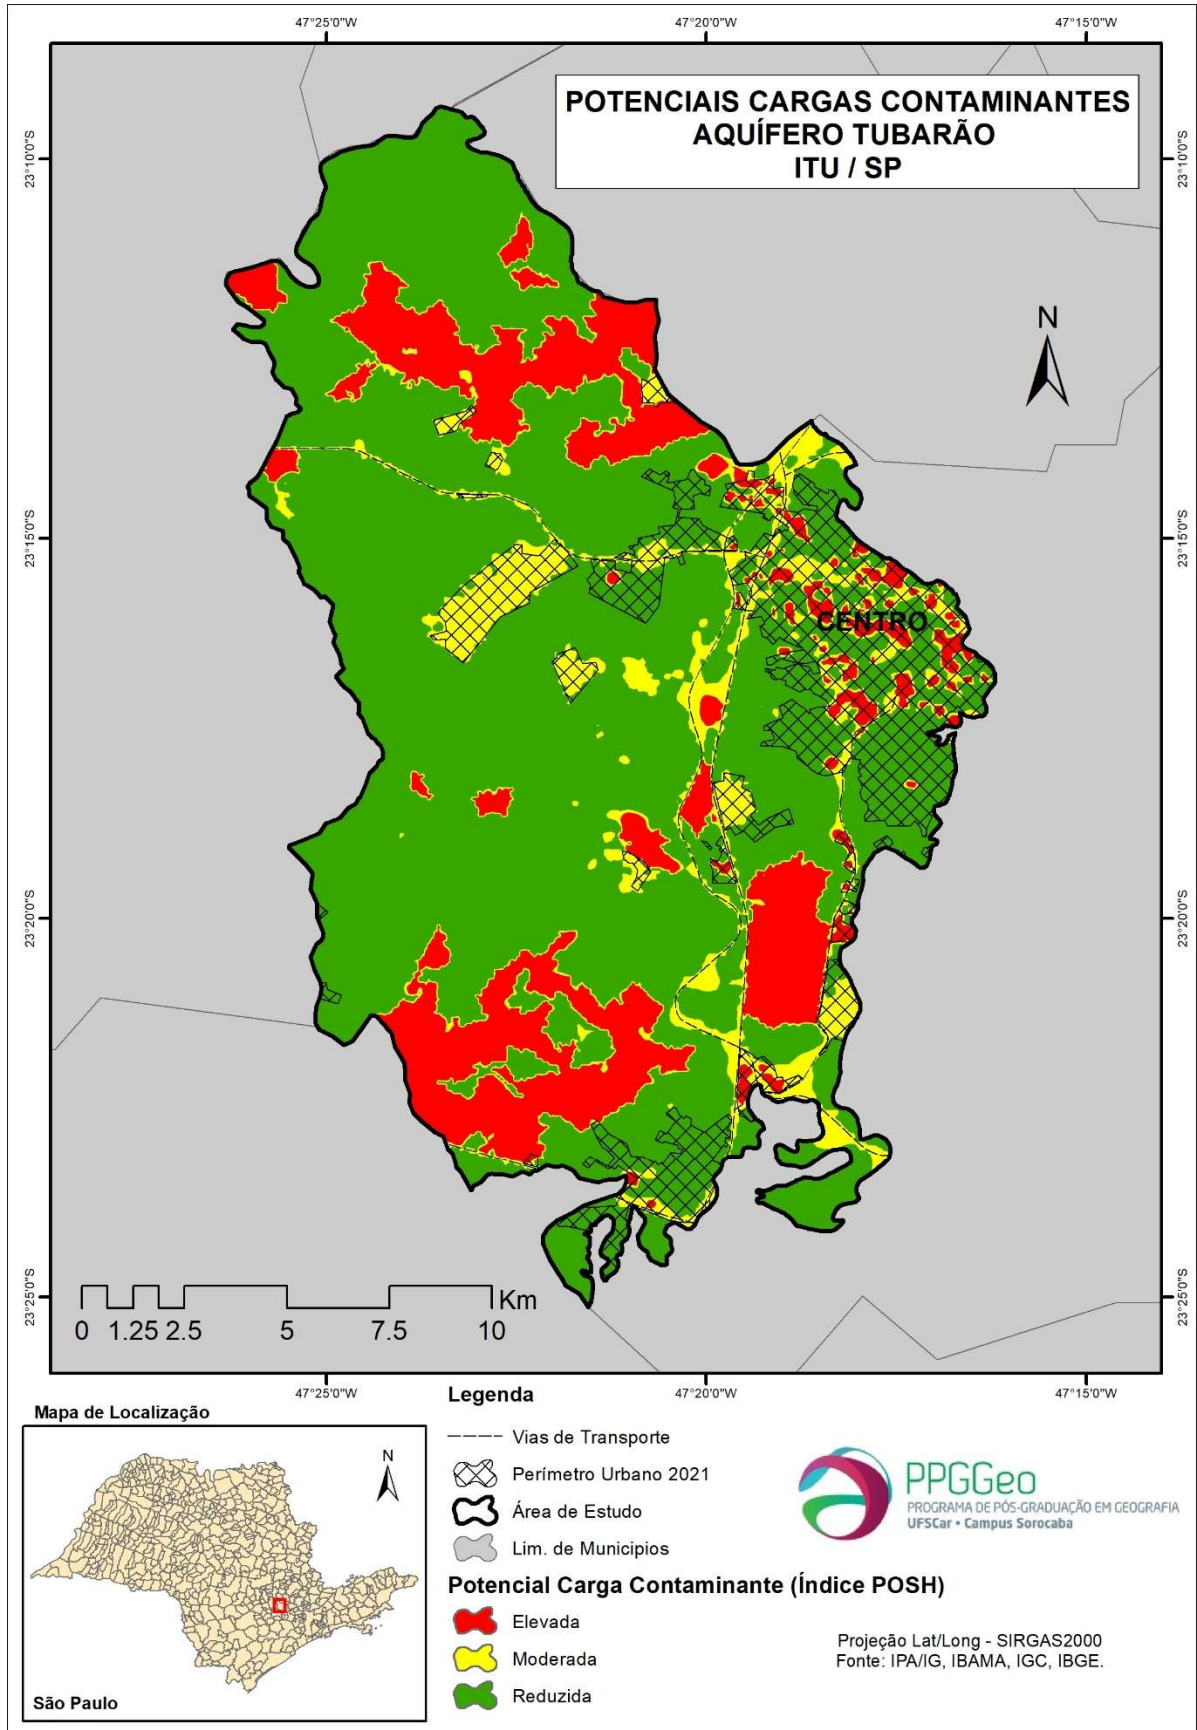 47°25'0"W
47°20'0"W
47°15'0"W
POTENCIAIS CARGAS CONTAMINANTES
AQUÍFERO TUBARÃO
ITU / SP
23°10'0"S
23°10'0"S
N
23°15'0"S
23°15'0"S
CENTRO
23°20'0"S
23°20'0"S
23°25'0"S
23°25'0"S
Km
0 1.25 2.5 5 7.5 10
47°25'0"W
47°20'0"W
47°15'0"W
Mapa de Localização
N
São Paulo
Legenda
Vias de Transporte
Perímetro Urbano 2021
Área de Estudo
Lim. de Municipios
Potencial Carga Contaminante (Índice POSH)
Elevada
Moderada
Reduzida
PPGGeo
PROGRAMA DE PÓS-GRADUAÇÃO EM GEOGRAFIA
UFSCar • Campus Sorocaba
Projeção Lat/Long - SIRGAS2000
Fonte: IPA/IG, IBAMA, IGC, IBGE.